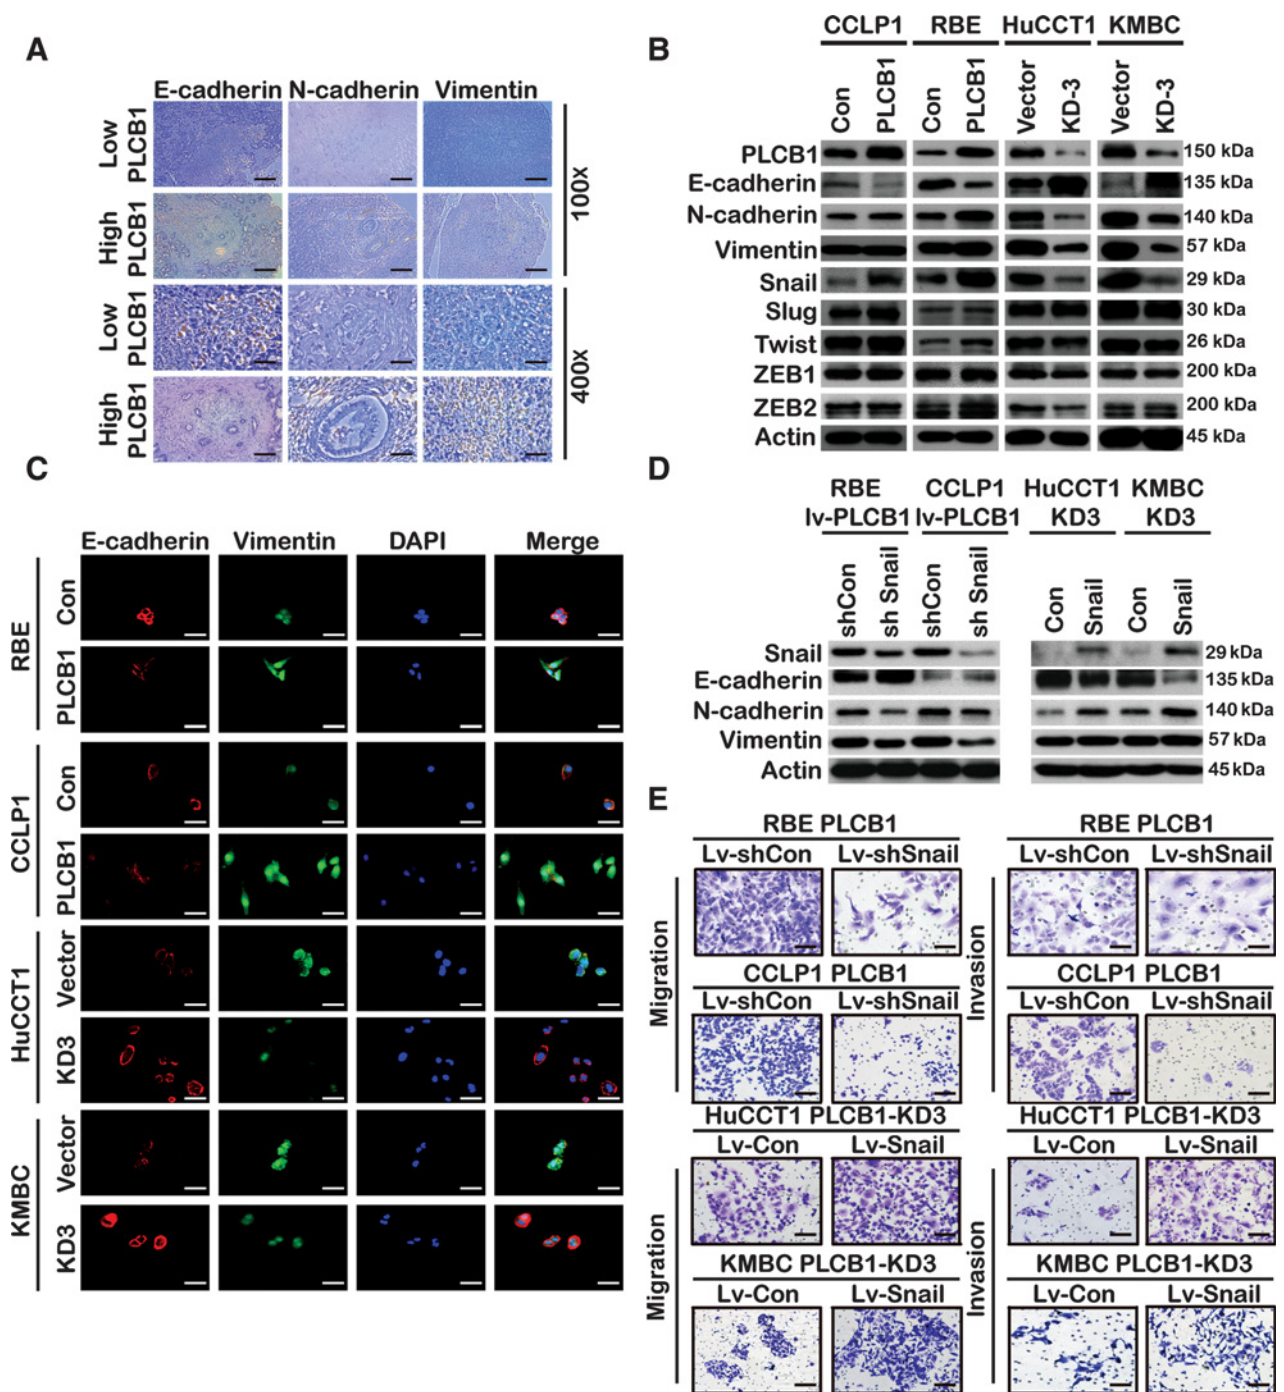 A
E-cadherin N-cadherin Vimentin
Low PLCB1
High PLCB1
100x
Low PLCB1
High PLCB1
400x
B
CCLP1 RBE HuCCT1 KMBC
Con PLCB1 Con PLCB1 Vector KD-3 Vector KD-3
PLCB1 150 kDa
E-cadherin 135 kDa
N-cadherin 140 kDa
Vimentin 57 kDa
Snail 29 kDa
Slug 30 kDa
Twist 26 kDa
ZEB1 200 kDa
ZEB2 200 kDa
Actin 45 kDa
C
E-cadherin Vimentin DAPI Merge
RBE
Con
PLCB1
CCLP1
Con
PLCB1
HuCCT1
Vector
KD3
KMBC
Vector
KD3
D
RBE CCLP1 HuCCT1 KMBC
lv-PLCB1 lv-PLCB1 KD3 KD3
shCon sh Snail shCon sh Snail Con Snail Con Snail
Snail 29 kDa
E-cadherin 135 kDa
N-cadherin 140 kDa
Vimentin 57 kDa
Actin 45 kDa
E
RBE PLCB1 RBE PLCB1
Lv-shCon Lv-shSnail Lv-shCon Lv-shSnail
Migration Invasion
CCLP1 PLCB1 CCLP1 PLCB1
Lv-shCon Lv-shSnail Lv-shCon Lv-shSnail
HuCCT1 PLCB1-KD3 HuCCT1 PLCB1-KD3
Lv-Con Lv-Snail Lv-Con Lv-Snail
Migration Invasion
KMBC PLCB1-KD3 KMBC PLCB1-KD3
Lv-Con Lv-Snail Lv-Con Lv-Snail